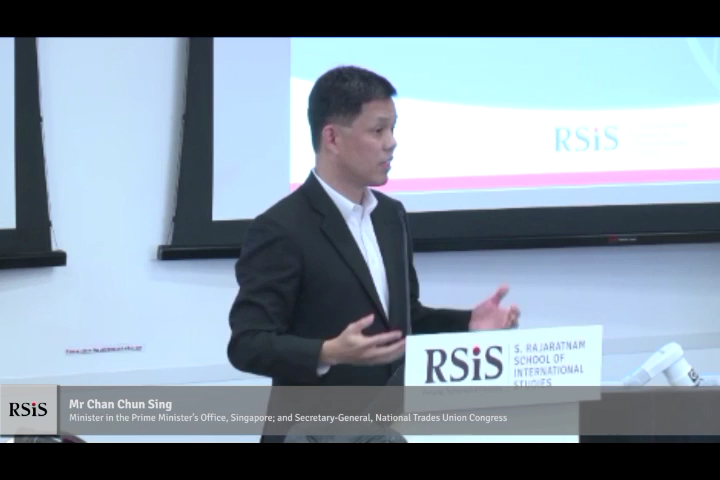 RSiS
RSiS
S. RAJARATNAM
SCHOOL OF
INTERNATIONAL
STUDIES
RSiS
Mr Chan Chun Sing
Minister in the Prime Minister's Office, Singapore; and Secretary-General, National Trades Union Congress